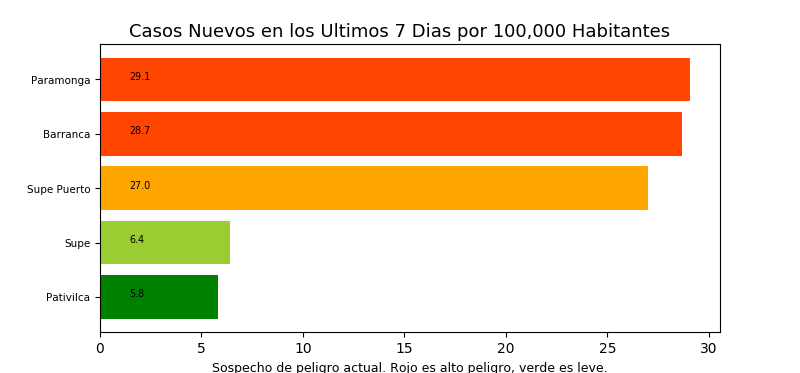 Casos Nuevos en los Ultimos 7 Dias por 100,000 Habitantes
Paramonga 29.1
Barranca 28.7
Supe Puerto 27.0
Supe 6.4
Pativilca 5.8
0 5 10 15 20 25 30
Sospecho de peligro actual. Rojo es alto peligro, verde es leve.